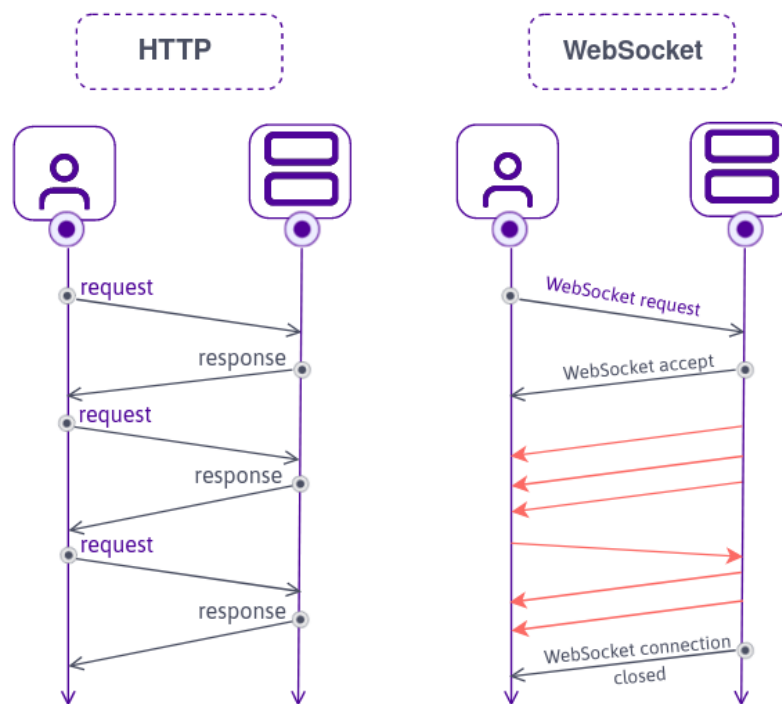 HTTP
WebSocket
request
response
request
response
request
response
WebSocket request
WebSocket accept
WebSocket connection
closed